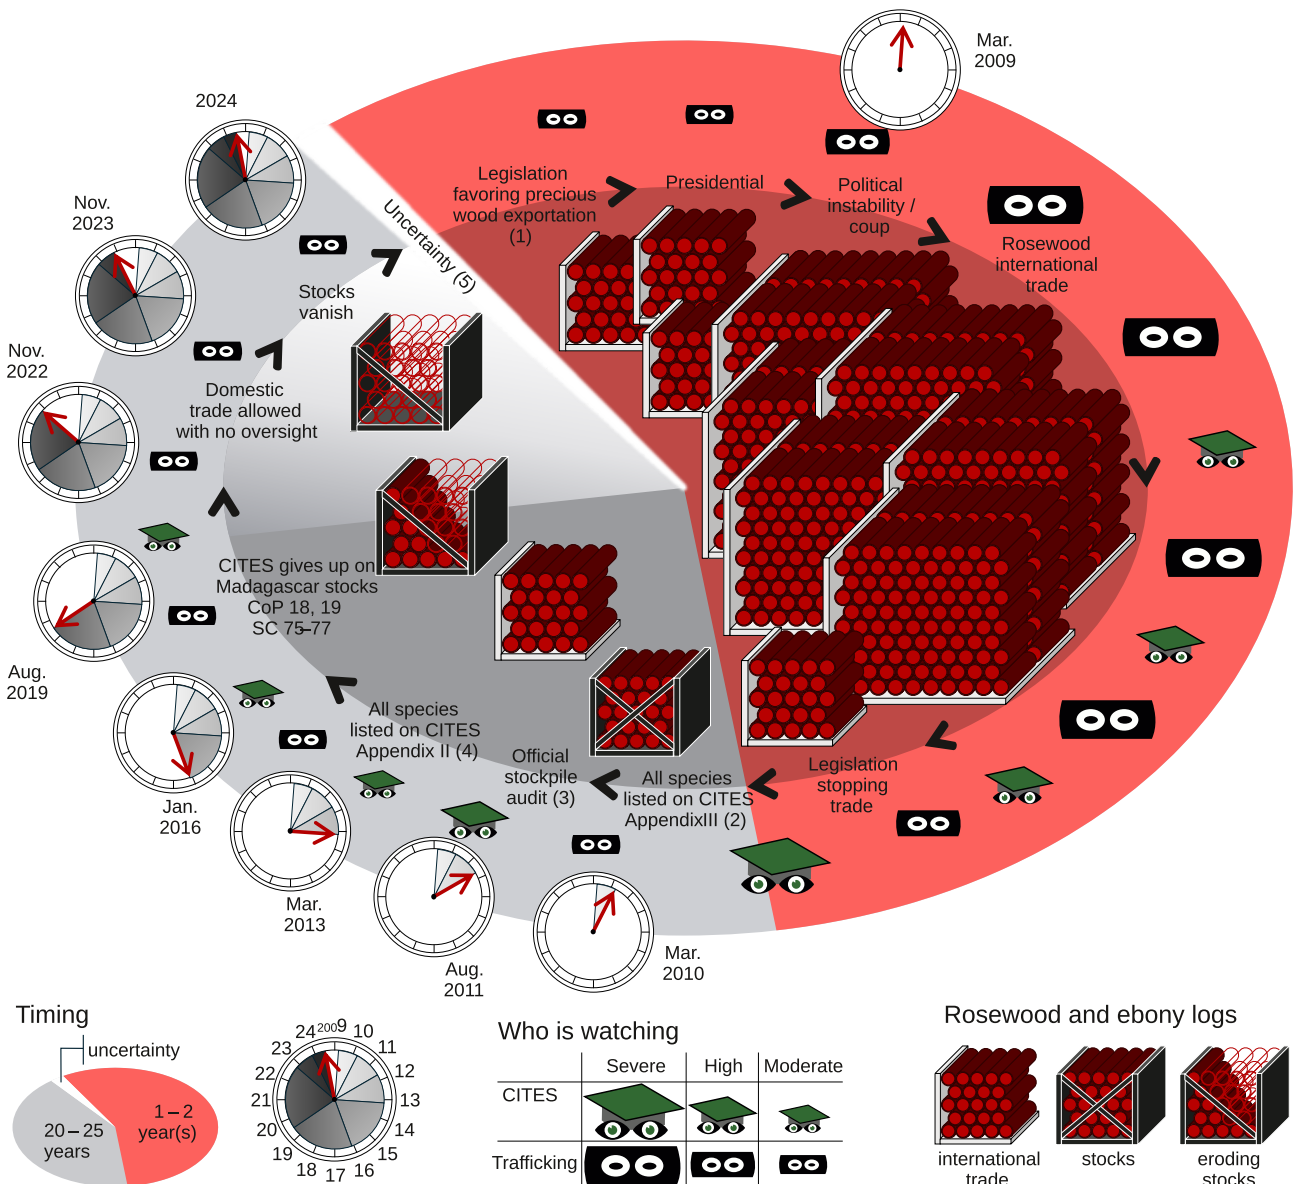 Mar.
2009
2024
Nov.
2023
Nov.
2022
Aug.
2019
Jan.
2016
Mar.
2013
Aug.
2011
Mar.
2010
Legislation
favoring precious
wood exportation
(1)
Presidential
Political
instability /
coup
Rosewood
international
trade
Legislation
stopping
trade
All species
listed on CITES
AppendixIII (2)
Official
stockpile
audit (3)
All species
listed on CITES
Appendix II (4)
CITES gives up on
Madagascar stocks
CoP 18, 19
SC 75–77
Domestic
trade allowed
with no oversight
Stocks
vanish
Uncertainty (5)
Timing
uncertainty
1 – 2
year(s)
20 – 25
years
2009
10
11
12
13
14
15
16
17
18
19
20
21
22
23
24
Who is watching
Severe High Moderate
CITES
Trafficking
Rosewood and ebony logs
international
trade
stocks
eroding
stocks